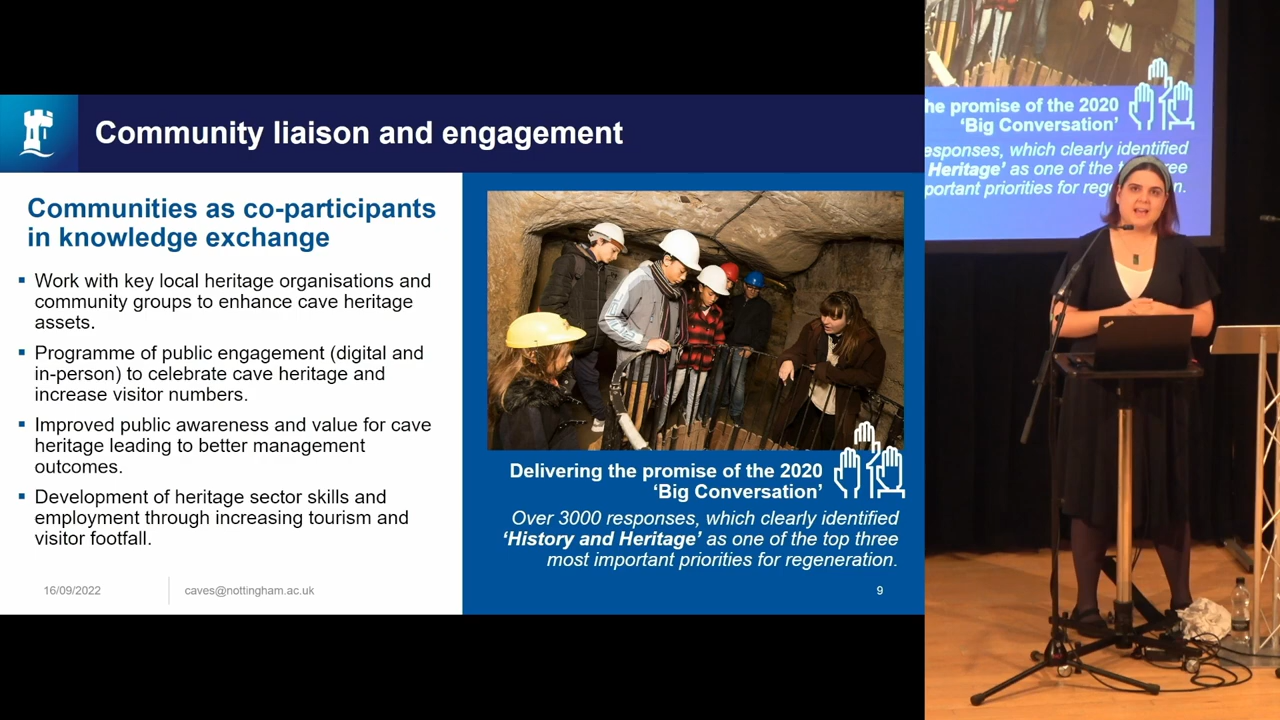 Community liaison and engagement
Communities as co-participants
in knowledge exchange
▪ Work with key local heritage organisations and
community groups to enhance cave heritage
assets.
▪ Programme of public engagement (digital and
in-person) to celebrate cave heritage and
increase visitor numbers.
▪ Improved public awareness and value for cave
heritage leading to better management
outcomes.
▪ Development of heritage sector skills and
employment through increasing tourism and
visitor footfall.
16/09/2022
caves@nottingham.ac.uk
Delivering the promise of the 2020
‘Big Conversation’
Over 3000 responses, which clearly identified
‘History and Heritage’ as one of the top three
most important priorities for regeneration.
9
he promise of the 2020
‘Big Conversation’
esponses, which clearly identified
Heritage’ as one of the
portant priorities for